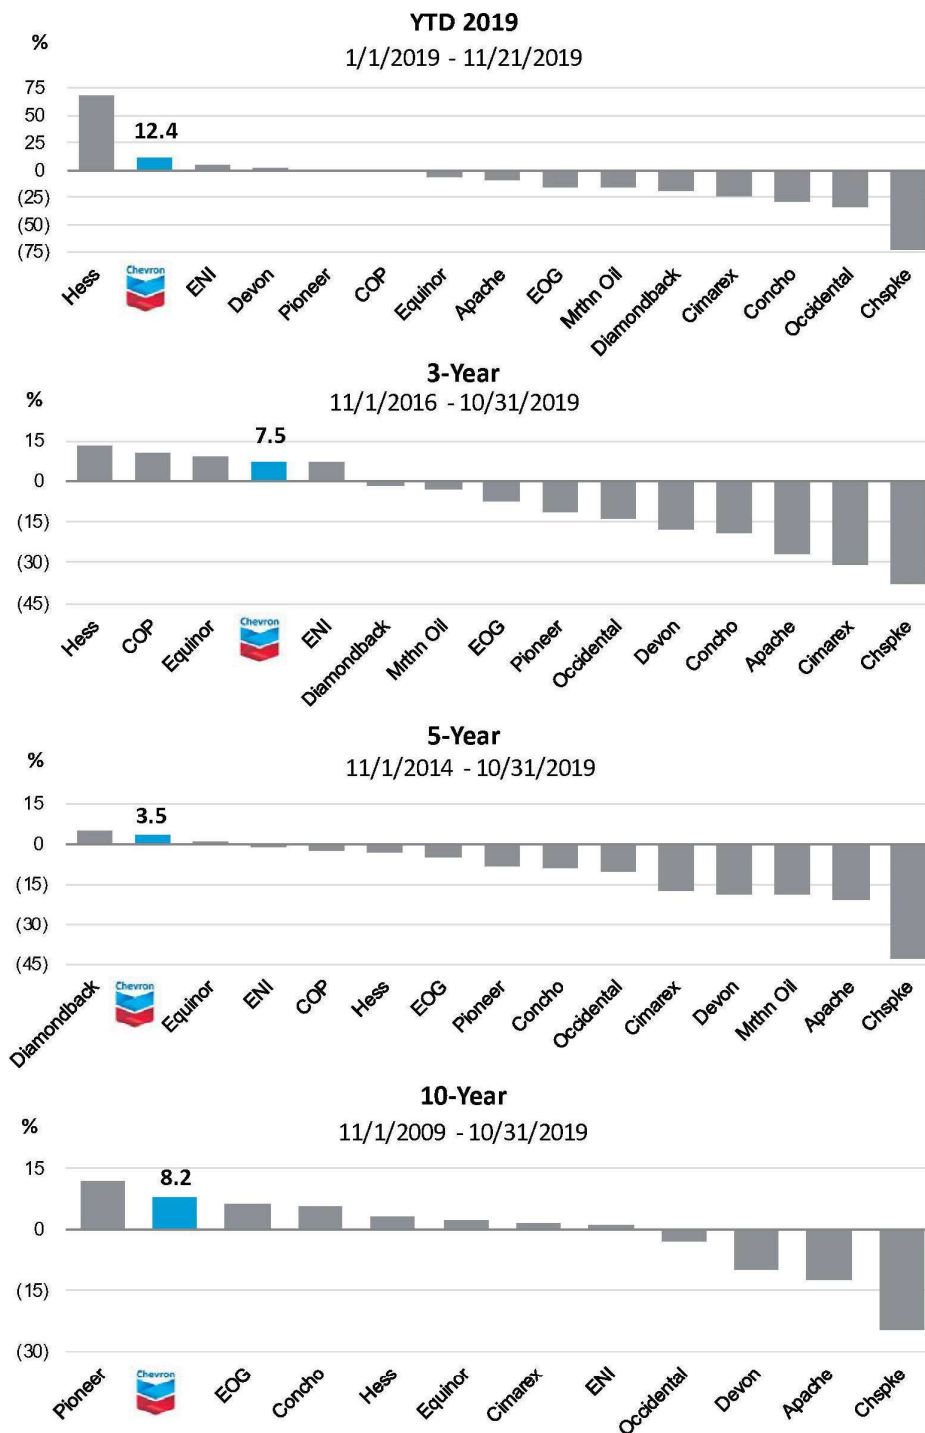 YTD 2019
%
1/1/2019 - 11/21/2019
75
50
12.4
25
0
(25)
(50)
(75)
Hess
Chevron
ENI
Devon
Pioneer
COP
Equinor
Apache
EOG
Mrthn Oil
Diamondback
Cimarex
Concho
Occidental
Chspke
3-Year
%
11/1/2016 - 10/31/2019
7.5
15
0
(15)
(30)
(45)
Hess
COP
Equinor
Chevron
ENI
Diamondback
Mrthn Oil
EOG
Pioneer
Occidental
Devon
Concho
Apache
Cimarex
Chspke
5-Year
%
11/1/2014 - 10/31/2019
15
3.5
0
(15)
(30)
(45)
Diamondback
Chevron
Equinor
ENI
COP
Hess
EOG
Pioneer
Concho
Occidental
Cimarex
Devon
Mrthn Oil
Apache
Chspke
10-Year
%
11/1/2009 - 10/31/2019
15
8.2
0
(15)
(30)
Pioneer
Chevron
EOG
Concho
Hess
Equinor
Cimarex
ENI
Occidental
Devon
Apache
Chspke